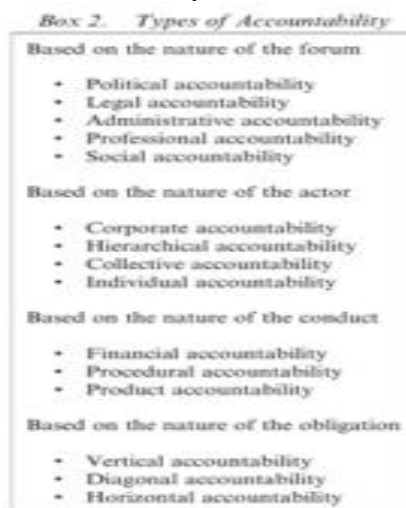 Box 2. Types of Accountability
Based on the nature of the forum
• Political accountability
• Legal accountability
• Administrative accountability
• Professional accountability
• Social accountability
Based on the nature of the actor
• Corporate accountability
• Hierarchical accountability
• Collective accountability
• Individual accountability
Based on the nature of the conduct
• Financial accountability
• Procedural accountability
• Product accountability
Based on the nature of the obligation
• Vertical accountability
• Diagonal accountability
• Horizontal accountability